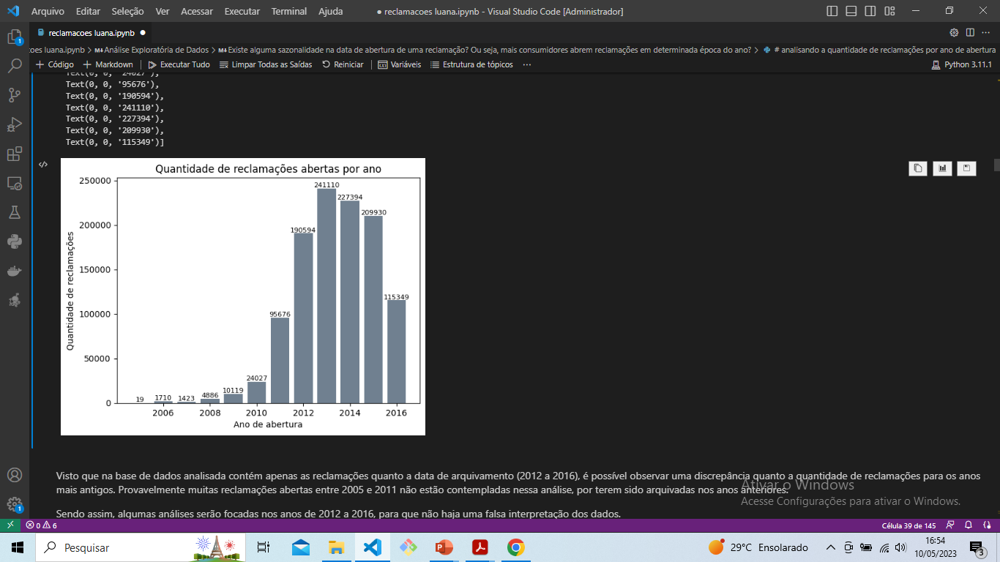 Arquivo Editar Seleção Ver Acessar Executar Terminal Ajuda
● reclamacoes luana.ipynb - Visual Studio Code [Administrador]
reclamacoes luana.ipynb ●
oes luana.ipynb > M↓Análise Exploratória de Dados > M↓Existe alguma sazonalidade na data de abertura de uma reclamação? Ou seja, mais consumidores abrem reclamações em determinada época do ano? > # analisando a quantidade de reclamações por ano de abertura
+ Código + Markdown Executar Tudo Limpar Todas as Saídas Reiniciar Variáveis Estrutura de tópicos ··· Python 3.11.1
Text(0, 0, '24027'),
Text(0, 0, '95676'),
Text(0, 0, '190594'),
Text(0, 0, '241110'),
Text(0, 0, '227394'),
Text(0, 0, '209930'),
Text(0, 0, '115349')]
Quantidade de reclamações abertas por ano
250000
200000
150000
100000
50000
0
Quantidade de reclamações
19
1710
1423
4886
10119
24027
95676
190594
241110
227394
209930
115349
2006 2008 2010 2012 2014 2016
Ano de abertura
Visto que na base de dados analisada contém apenas as reclamações quanto a data de arquivamento (2012 a 2016), é possível observar uma discrepância quanto a quantidade de reclamações para os anos
mais antigos. Provavelmente muitas reclamações abertas entre 2005 e 2011 não estão contempladas nessa análise, por terem sido arquivadas nos anos anteriores.
Sendo assim, algumas análises serão focadas nos anos de 2012 a 2016, para que não haja uma falsa interpretação dos dados.
Ativar o Windows
Acesse Configurações para ativar o Windows.
1
1
0 6
Célula 39 de 145
Pesquisar
29°C Ensolarado
16:54
10/05/2023
3